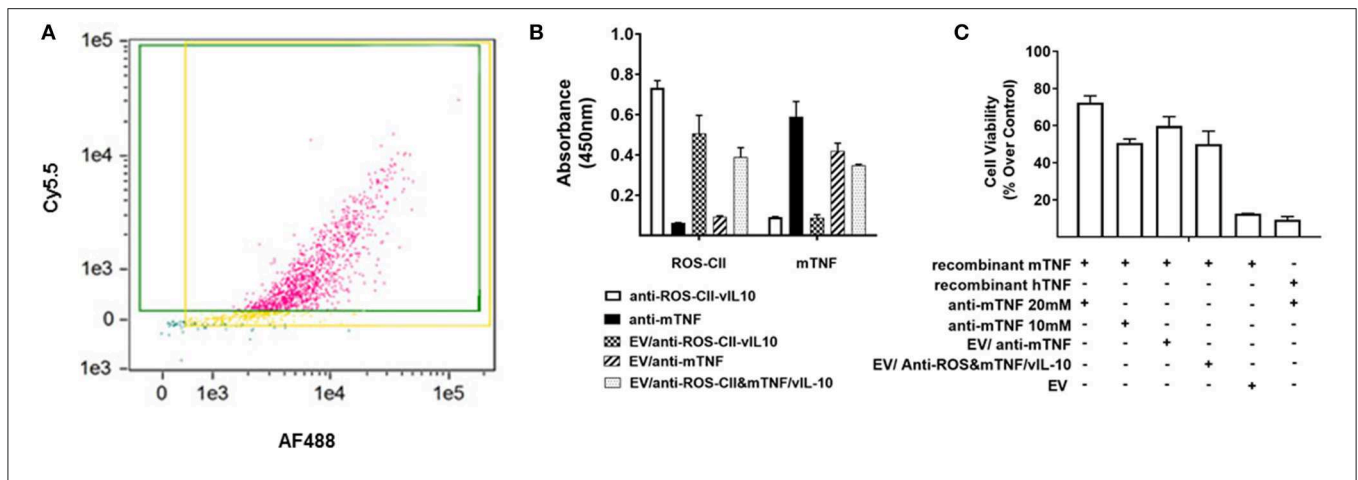 A
Cy5.5
1e5
1e4
1e3
0
1e3
0
1e3
1e4
1e5
AF488
B
Absorbance
(450nm)
1.0
0.8
0.6
0.4
0.2
ROS-CII
mTNF
anti-ROS-CII-vIL10
anti-mTNF
EV/anti-ROS-CII-vIL10
EV/anti-mTNF
EV/anti-ROS-CII&mTNF/vIL-10
C
Cell Viability
(% Over Control)
100
80
60
40
20
recombinant mTNF + + + + + -
recombinant hTNF - - - - - +
anti-mTNF 20mM + - - - - +
anti-mTNF 10mM - + - - - -
EV/ anti-mTNF - - + - - -
EV/ Anti-ROS&mTNF/vIL-10 - - - + - -
EV - - - - + -